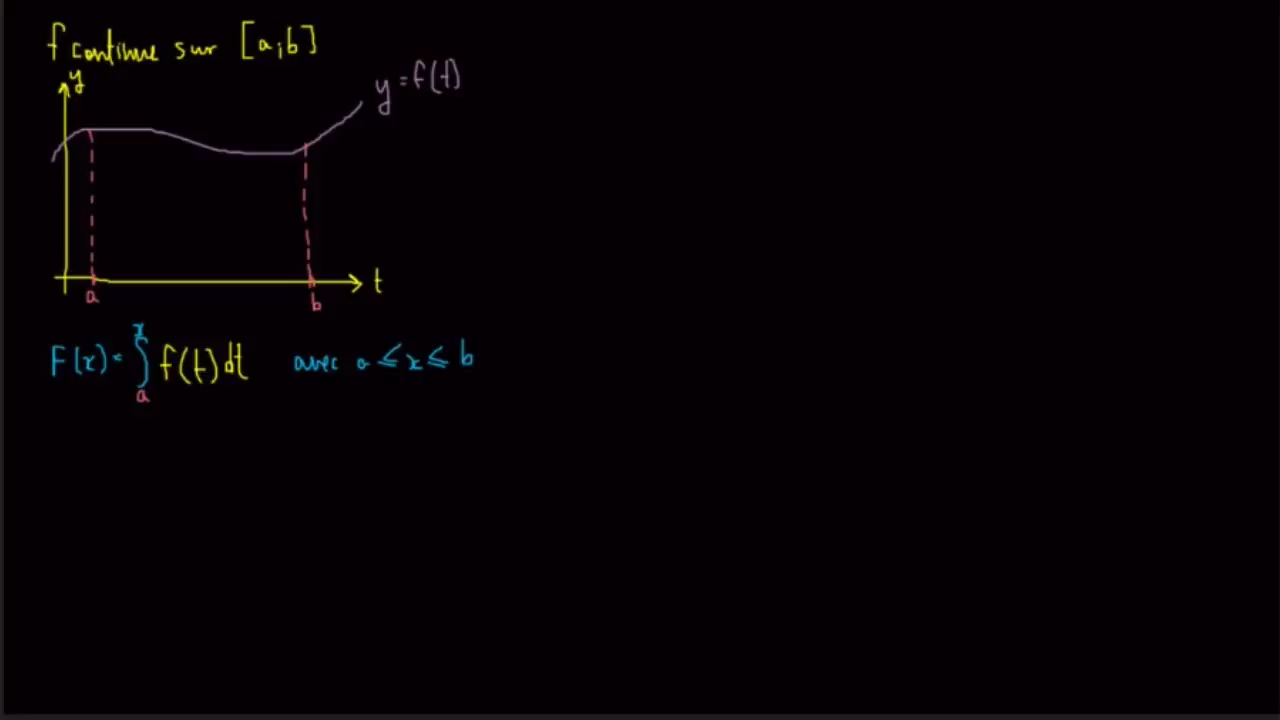 f continue sur [a;b]
y
y = f(t)
t
a
b
F(x) = ∫ₐˣ f(t) dt avec a ≤ x ≤ b